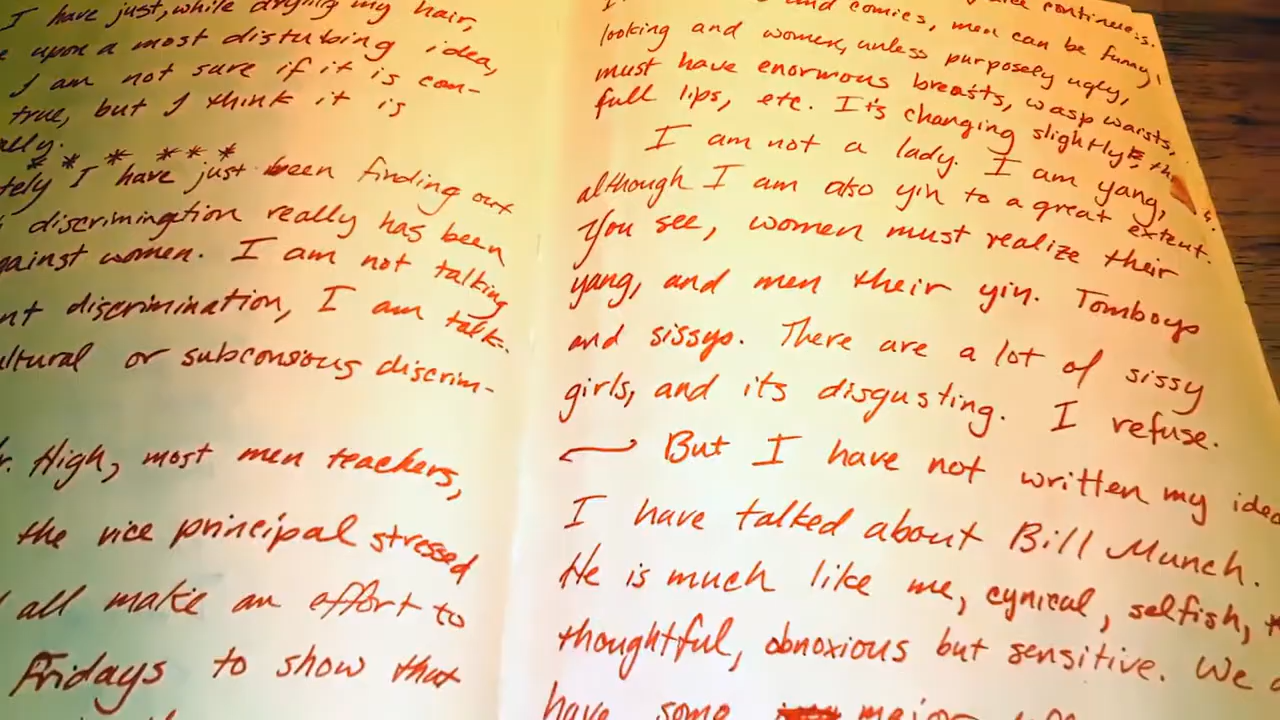 I have just, while drying my hair,
upon a most disturbing idea,
I am not sure if it is con-
true, but I think it is
ally.
* * * * * *
tely I have just been finding out
discrimination really has been
gainst women. I am not talking
nt discrimination, I am talk-
ultural or subconsious discrim-
r. High, most men teachers,
the vice principal stressed
all make an effort to
Fridays to show that
continues.
and comics, men can be funny
looking and women, unless purposely ugly,
must have enormous breasts, wasp waists,
full lips, etc. It's changing slightly
I am not a lady. I am yang,
although I am also yin to a great extent.
You see, women must realize their
yang, and men their yin. Tomboys
and sissys. There are a lot of sissy
girls, and its disgusting. I refuse.
But I have not written my idea
I have talked about Bill Munch.
He is much like me, cynical, selfish,
thoughtful, obnoxious but sensitive. We
have some major